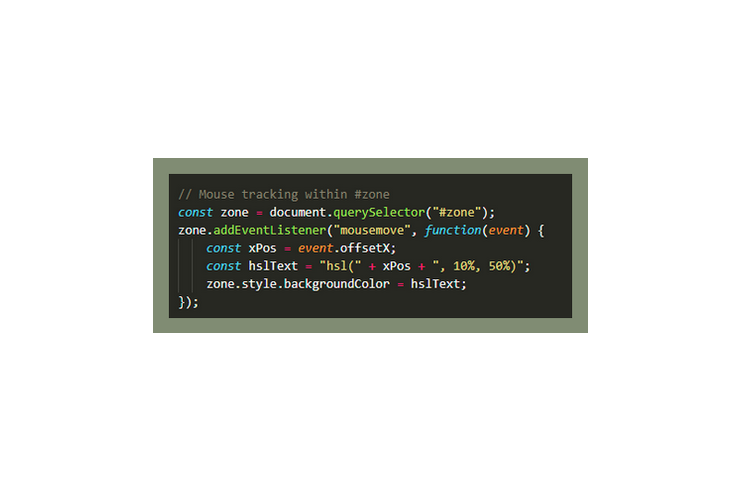 // Mouse tracking within #zone
const zone = document.querySelector("#zone");
zone.addEventListener("mousemove", function(event) {
    const xPos = event.offsetX;
    const hslText = "hsl(" + xPos + ", 10%, 50%)";
    zone.style.backgroundColor = hslText;
});